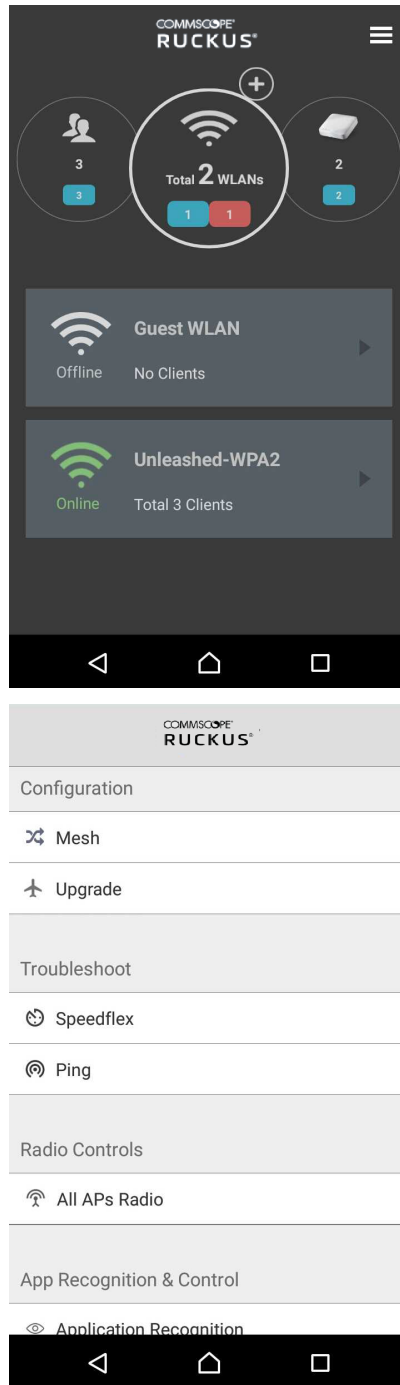 COMMSCOPE®
RUCKUS®
3
3
Total 2 WLANs
1 1
2
2
Guest WLAN
Offline
No Clients
Unleashed-WPA2
Online
Total 3 Clients
COMMSCOPE®
RUCKUS®
Configuration
Mesh
Upgrade
Troubleshoot
Speedflex
Ping
Radio Controls
All APs Radio
App Recognition & Control
Application Recognition